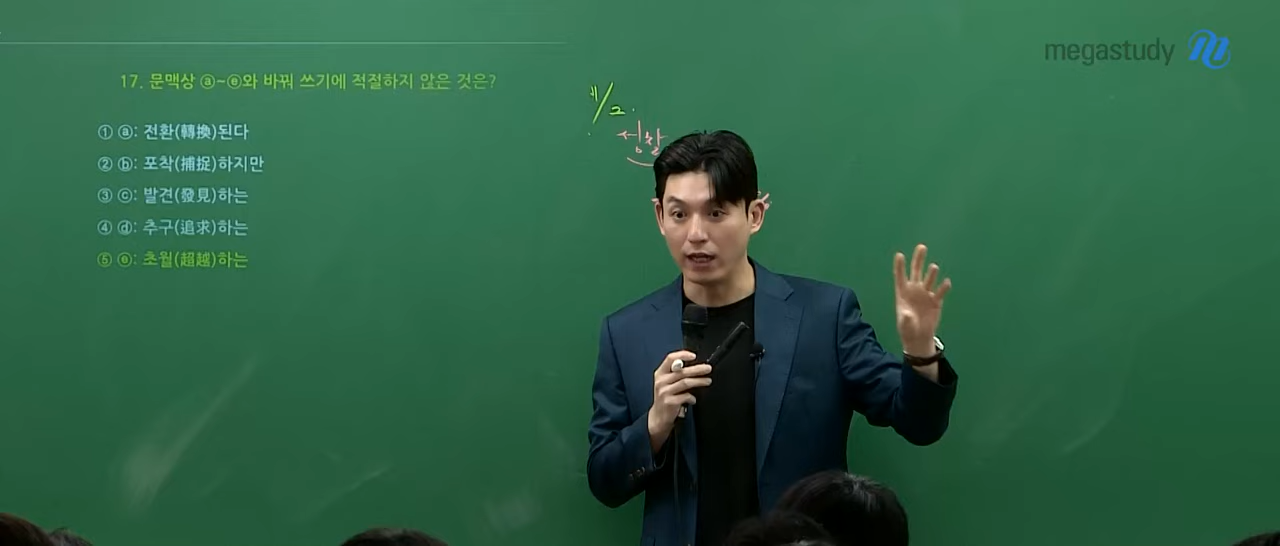 megastudy
17. 문맥상 ⓐ~ⓔ와 바꿔 쓰기에 적절하지 않은 것은?
① ⓐ: 전환(轉換)된다
② ⓑ: 포착(捕捉)하지만
③ ⓒ: 발견(發見)하는
④ ⓓ: 추구(追求)하는
⑤ ⓔ: 초월(超越)하는
성찰